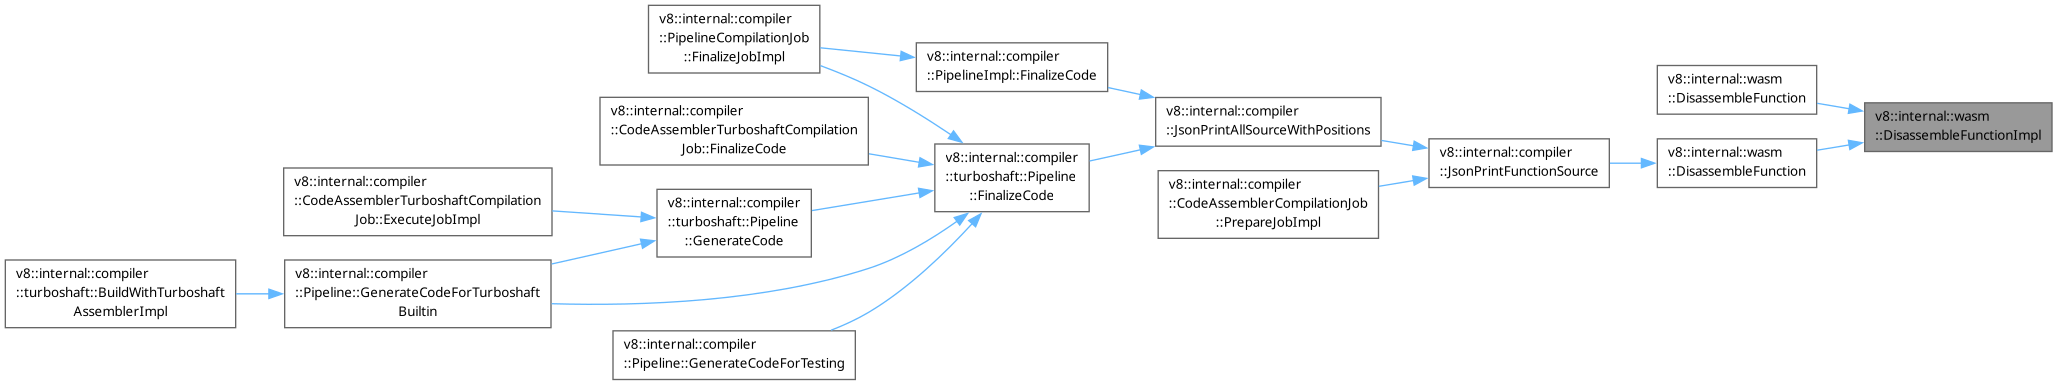 v8::internal::compiler
::PipelineCompilationJob
::FinalizeJobImpl
v8::internal::compiler
::PipelineImpl::FinalizeCode
v8::internal::wasm
::DisassembleFunction
v8::internal::wasm
::DisassembleFunctionImpl
v8::internal::compiler
::CodeAssemblerTurboshaftCompilation
Job::FinalizeCode
v8::internal::compiler
::JsonPrintAllSourceWithPositions
v8::internal::compiler
::turboshaft::Pipeline
::FinalizeCode
v8::internal::compiler
::JsonPrintFunctionSource
v8::internal::wasm
::DisassembleFunction
v8::internal::compiler
::CodeAssemblerTurboshaftCompilation
Job::ExecuteJobImpl
v8::internal::compiler
::turboshaft::Pipeline
::GenerateCode
v8::internal::compiler
::CodeAssemblerCompilationJob
::PrepareJobImpl
v8::internal::compiler
::turboshaft::BuildWithTurboshaft
AssemblerImpl
v8::internal::compiler
::Pipeline::GenerateCodeForTurboshaft
Builtin
v8::internal::compiler
::Pipeline::GenerateCodeForTesting